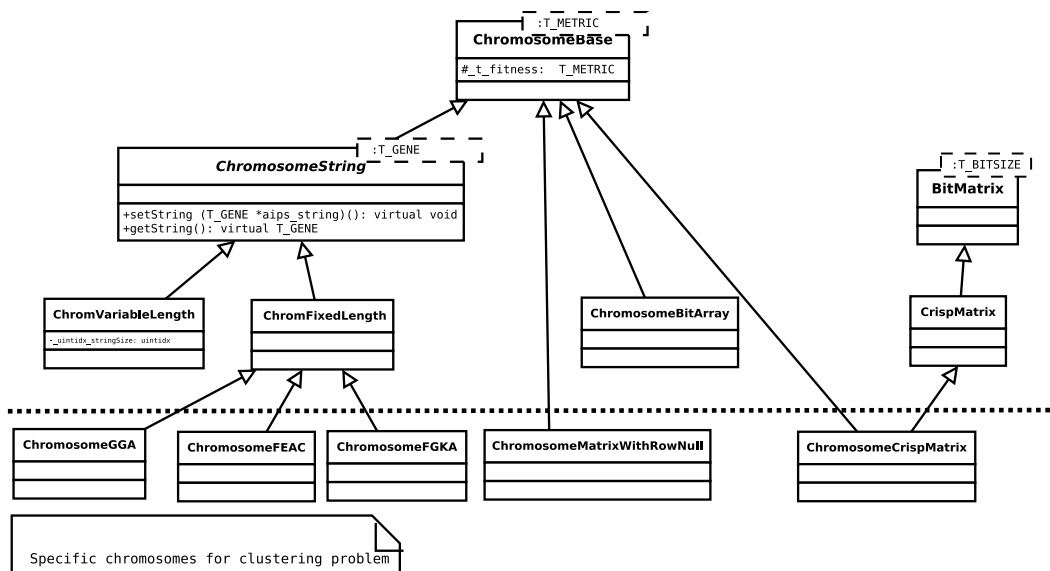 :T_METRIC
ChromosomeBase
#_t_fitness: T_METRIC
:T_GENE
ChromosomeString
+setString (T_GENE *aips_string)(): virtual void
+getString(): virtual T_GENE
:T_BITSIZE
BitMatrix
ChromVariableLength
-_uintidx_stringSize: uintidx
ChromFixedLength
ChromosomeBitArray
CrispMatrix
ChromosomeGGA
ChromosomeFEAC
ChromosomeFGKA
ChromosomeMatrixWithRowNull
ChromosomeCrispMatrix
Specific chromosomes for clustering problem